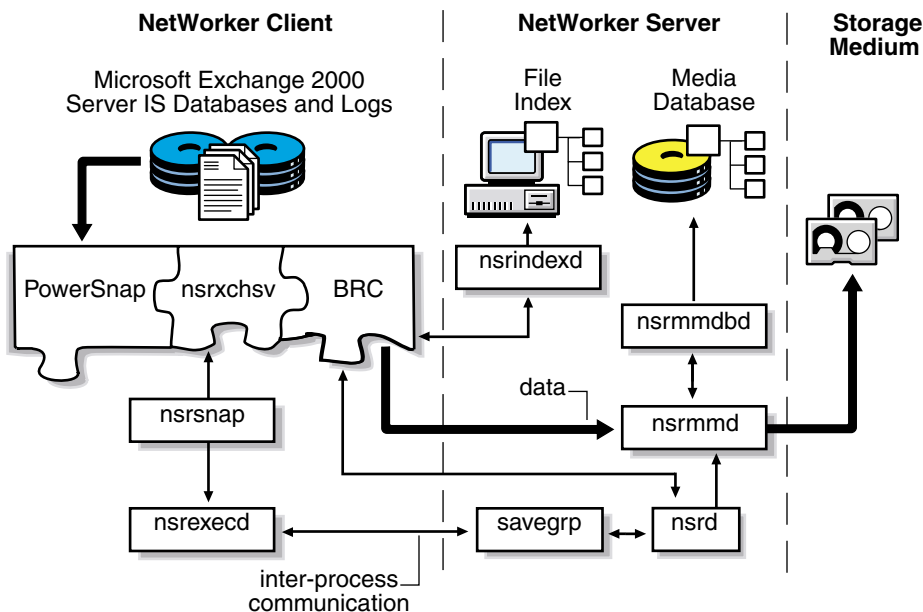 NetWorker Client
NetWorker Server
Storage
Medium
Microsoft Exchange 2000
Server IS Databases and Logs
File
Index
Media
Database
PowerSnap
nsrxchsv
BRC
nsrindexd
nsrmmdbd
data
nsrsnap
nsrmmd
nsrexecd
savegrp
nsrd
inter-process
communication